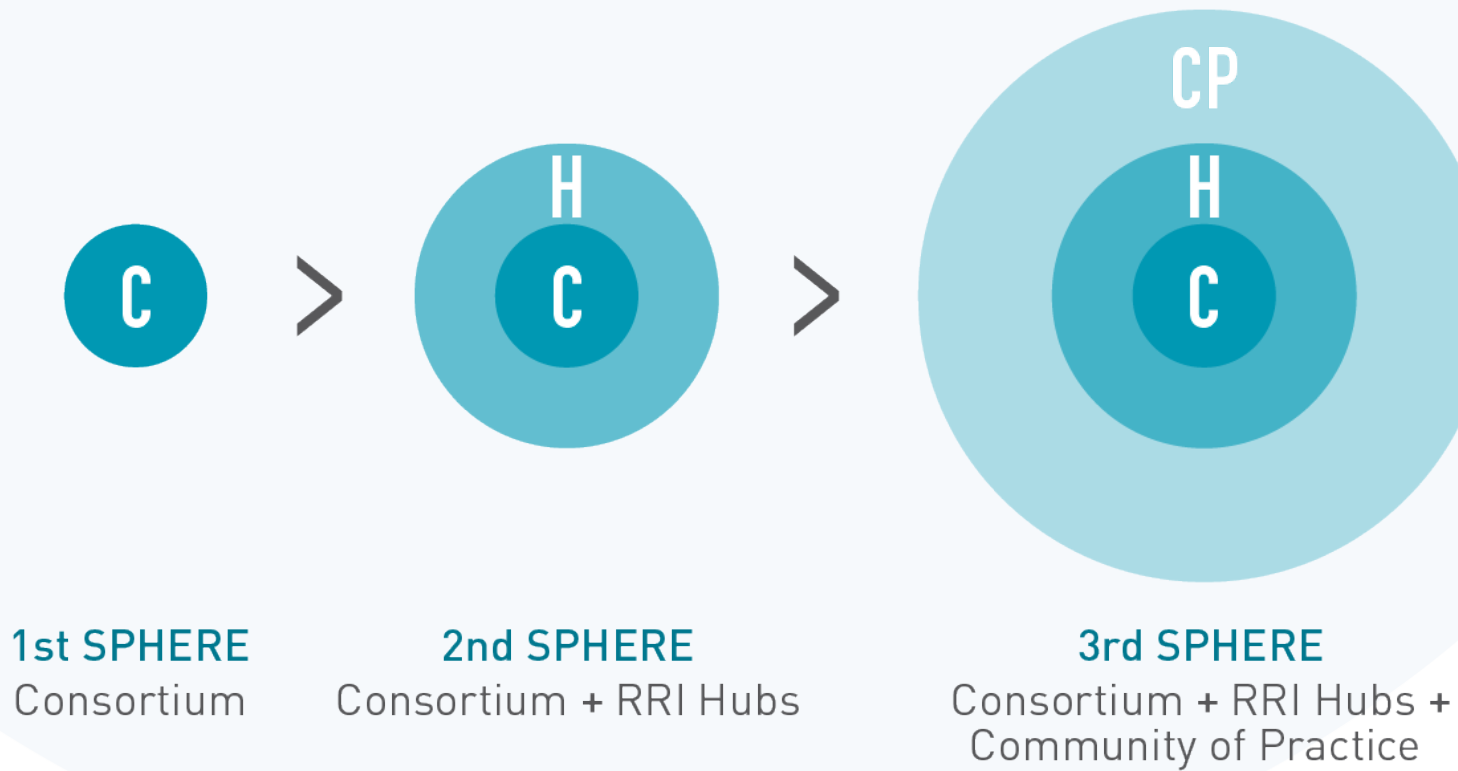 CP
H
H
C
>
C
>
C
1st SPHERE
2nd SPHERE
3rd SPHERE
Consortium
Consortium + RRI Hubs
Consortium + RRI Hubs +
Community of Practice